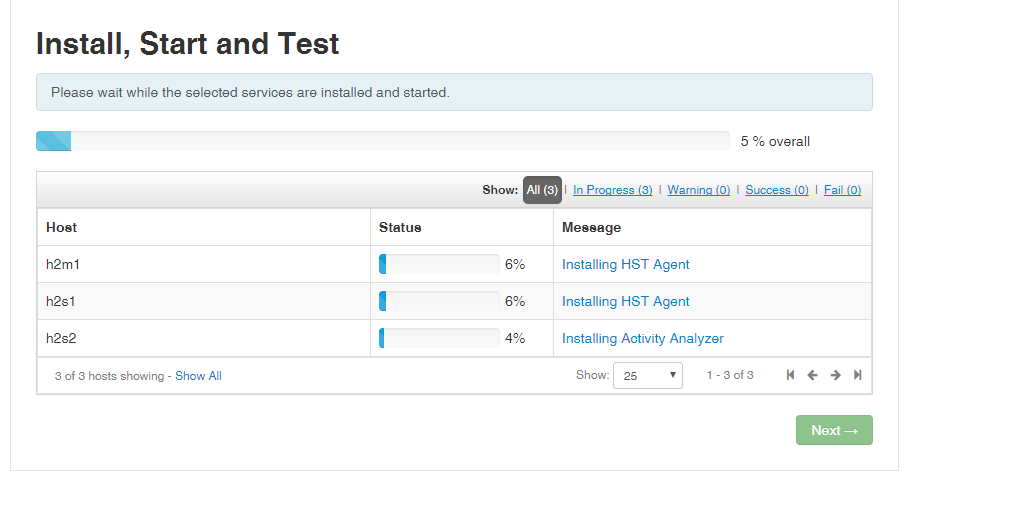 Install, Start and Test
Please wait while the selected services are installed and started.
5 % overall
Show: All (3) | In Progress (3) | Warning (0) | Success (0) | Fail (0)
Host Status Message
h2m1 6% Installing HST Agent
h2s1 6% Installing HST Agent
h2s2 4% Installing Activity Analyzer
3 of 3 hosts showing - Show All Show: 25 1 - 3 of 3
Next →